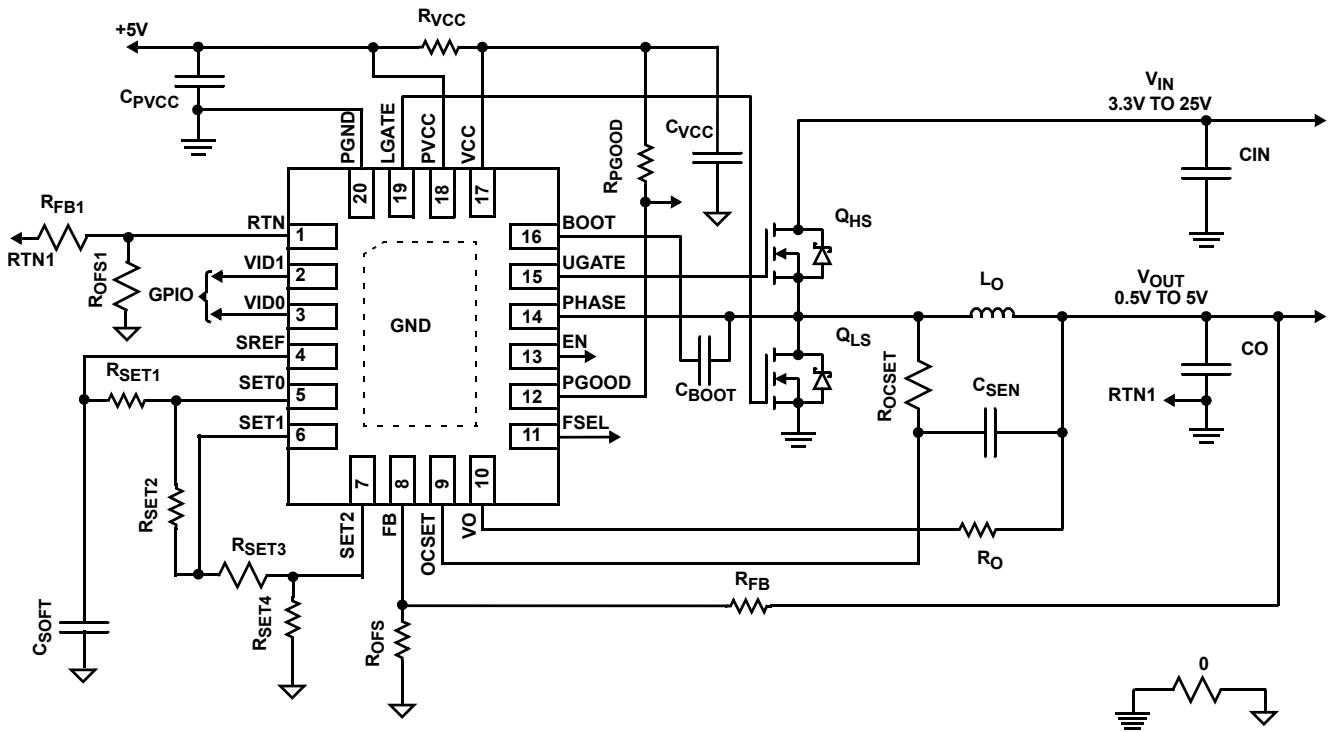 +5V
RVCC
CPVCC
PGND
LGATE
PVCC
VCC
RPGOOD
CVCC
VIN
3.3V TO 25V
CIN
20
19
18
17
RFB1
RTN1
ROFS1
RTN
1
VID1
2
GPIO
VID0
3
SREF
4
SET0
5
SET1
6
GND
16
BOOT
15
UGATE
14
PHASE
13
EN
12
PGOOD
11
FSEL
CBOOT
QHS
QLS
LO
VOUT
0.5V TO 5V
CO
RTN1
ROCSET
CSEN
RSET1
RSET2
RSET3
RSET4
CSOFT
7
8
9
10
SET2
FB
OCSET
VO
RO
RFB
ROFS
0